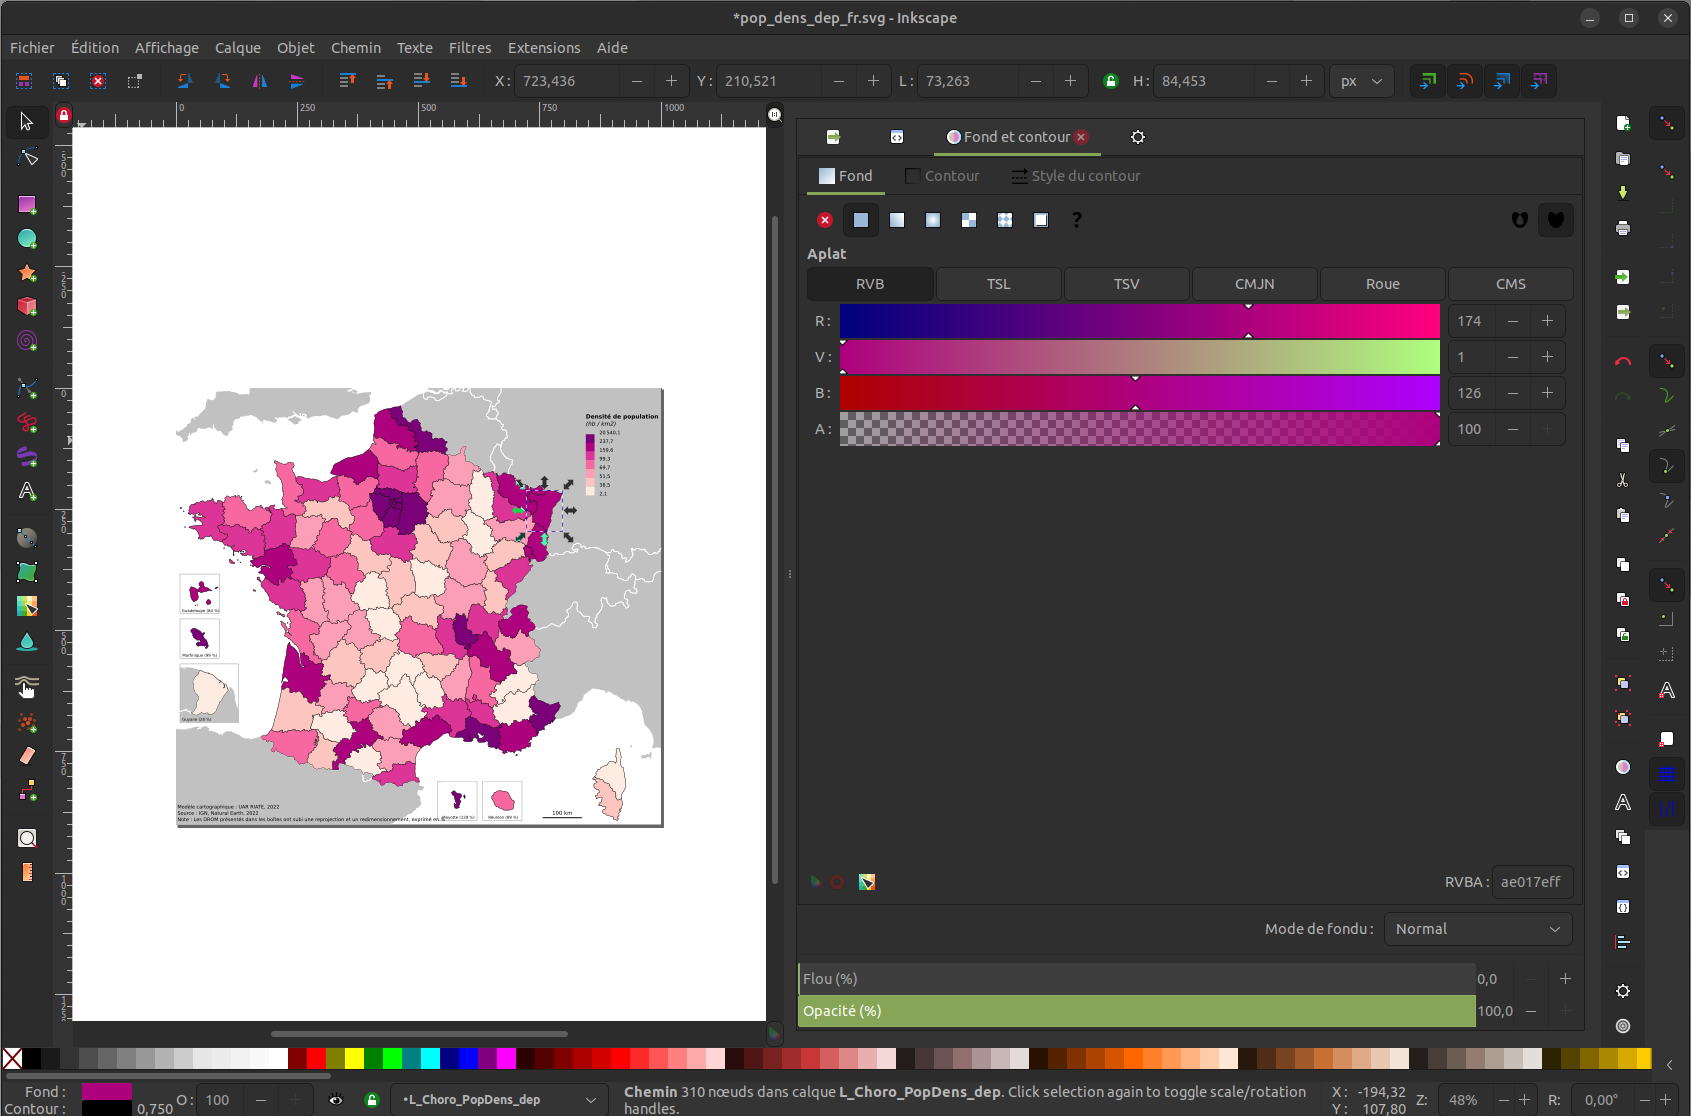 *pop_dens_dep_fr.svg - Inkscape
Fichier Édition Affichage Calque Objet Chemin Texte Filtres Extensions Aide
X : 723,436 Y : 210,521 L : 73,263 H : 84,453 px
0 250 500 750 1000
Fond et contour
Fond Contour Style du contour
Aplat
RVB TSL TSV CMJN Roue CMS
R : 174
V : 1
B : 126
A : 100
Densité de population
(hb / km2)
20 540,1
237,7
159,6
99,3
69,7
51,5
38,5
2,1
Guadeloupe (84 %)
Martinique (99 %)
Guyane (28 %)
Mayotte (129 %)
Réunion (89 %)
100 km
Modèle cartographique : UAR RIATE, 2022
Source : IGN, Natural Earth, 2022
Note : Les DROM présentés dans les boîtes ont subi une reprojection et un redimensionnement, exprimé en %
RVBA : ae017eff
Mode de fondu : Normal
Flou (%) 0,0
Opacité (%) 100,0
Fond :
Contour : 0,750
O : 100
•L_Choro_PopDens_dep
Chemin 310 nœuds dans calque L_Choro_PopDens_dep. Click selection again to toggle scale/rotation
handles.
X : -194,32
Y : 107,80
Z: 48%
R: 0,00°